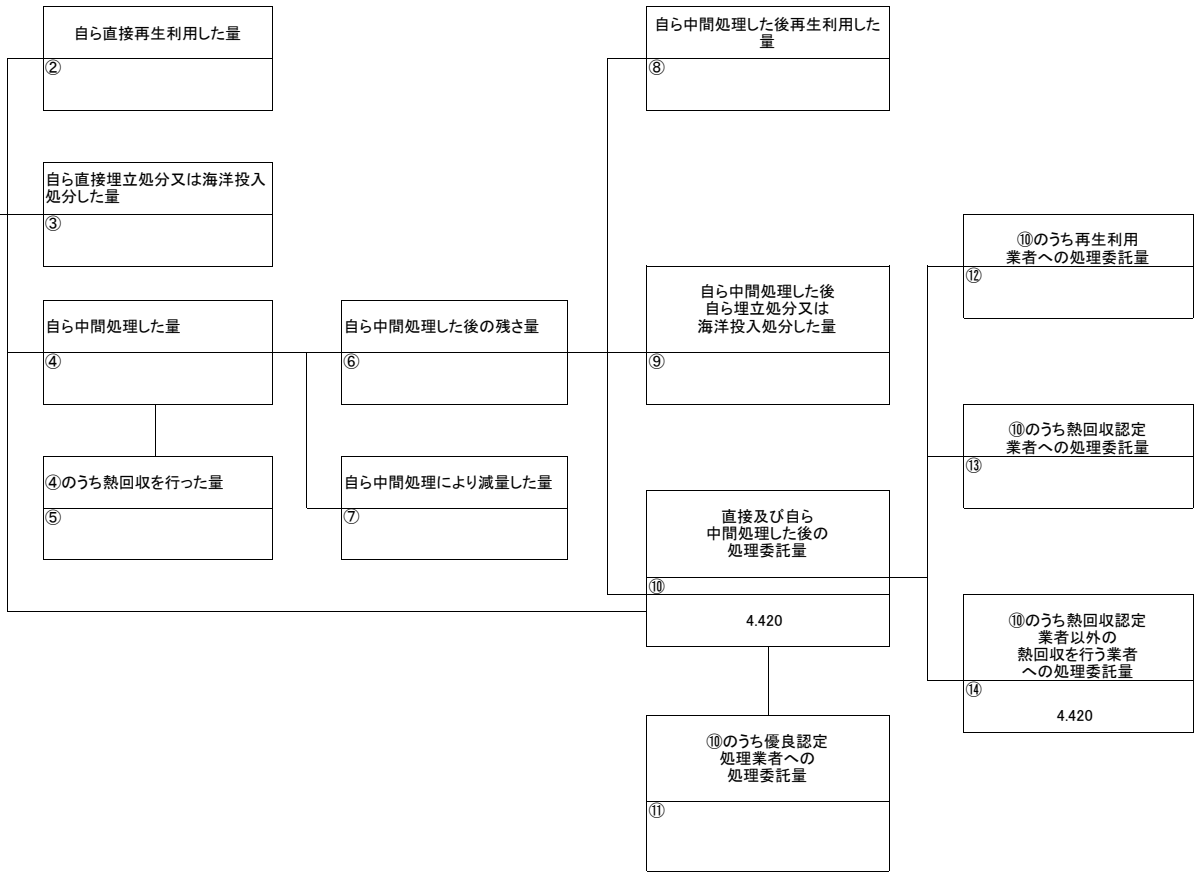 自ら直接再生利用した量
②
自ら直接埋立処分又は海洋投入
処分した量
③
自ら中間処理した量
④
④のうち熱回収を行った量
⑤
自ら中間処理した後の残さ量
⑥
自ら中間処理により減量した量
⑦
自ら中間処理した後再生利用した
量
⑧
自ら中間処理した後
自ら埋立処分又は
海洋投入処分した量
⑨
直接及び自ら
中間処理した後の
処理委託量
⑩
4.420
⑩のうち優良認定
処理業者への
処理委託量
⑪
⑩のうち再生利用
業者への処理委託量
⑫
⑩のうち熱回収認定
業者への処理委託量
⑬
⑩のうち熱回収認定
業者以外の
熱回収を行う業者
への処理委託量
⑭
4.420